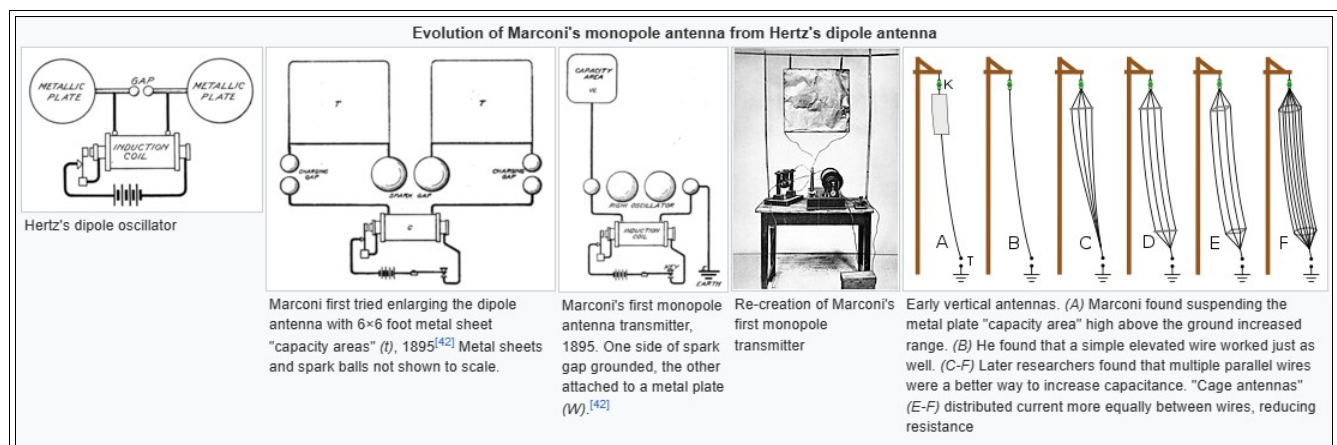 Evolution of Marconi's monopole antenna from Hertz's dipole antenna
METALLIC
PLATE
GAP
METALLIC
PLATE
INDUCTION
COIL
Hertz's dipole oscillator
T
T
CHARGING
GAP
SPARK GAP
CHARGING
GAP
C
Marconi first tried enlarging the dipole
antenna with 6×6 foot metal sheet
"capacity areas" (t), 1895[42] Metal sheets
and spark balls not shown to scale.
CAPACITY
AREA
RIGHI OSCILLATOR
INDUCTION
COIL
KEY
E
EARTH
Marconi's first monopole
antenna transmitter,
1895. One side of spark
gap grounded, the other
attached to a metal plate
(W).[42]
Re-creation of Marconi's
first monopole
transmitter
K
A
T
B
C
D
E
F
Early vertical antennas. (A) Marconi found suspending the
metal plate "capacity area" high above the ground increased
range. (B) He found that a simple elevated wire worked just as
well. (C-F) Later researchers found that multiple parallel wires
were a better way to increase capacitance. "Cage antennas"
(E-F) distributed current more equally between wires, reducing
resistance